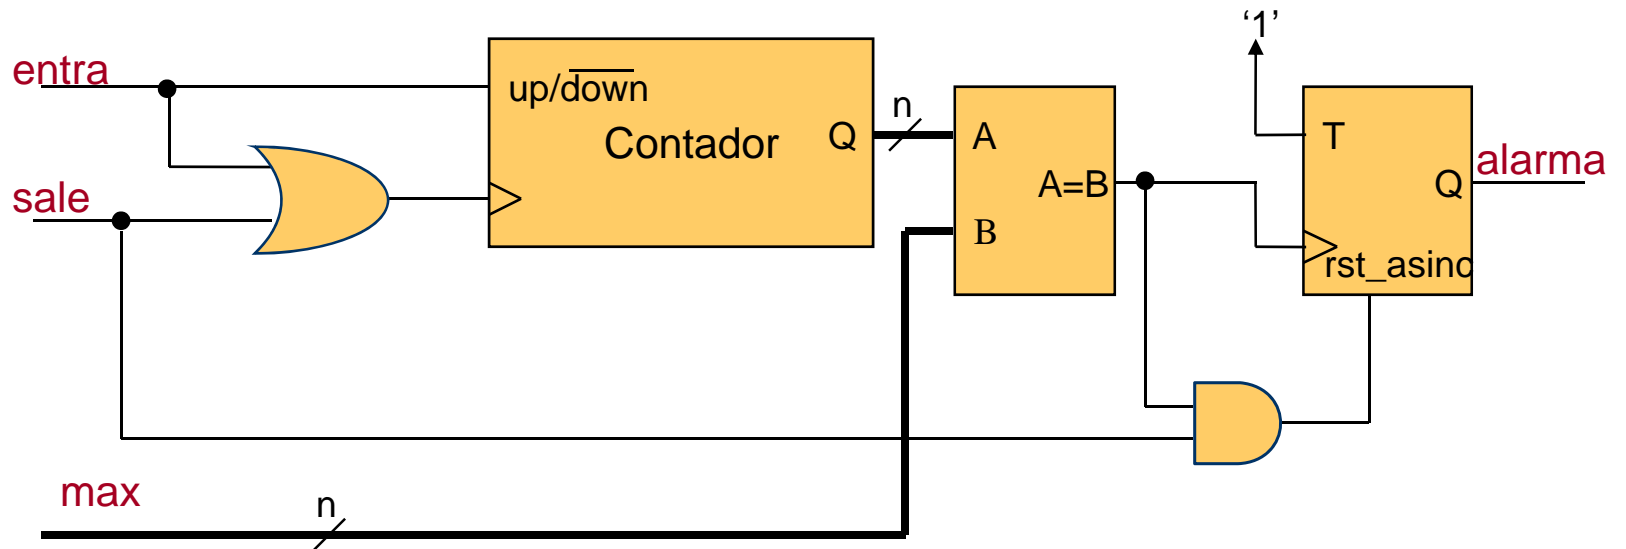 ‘1’
entra
up/down
Contador
Q
n
A
A=B
B
T
Q
alarma
rst_asinc
sale
max
n